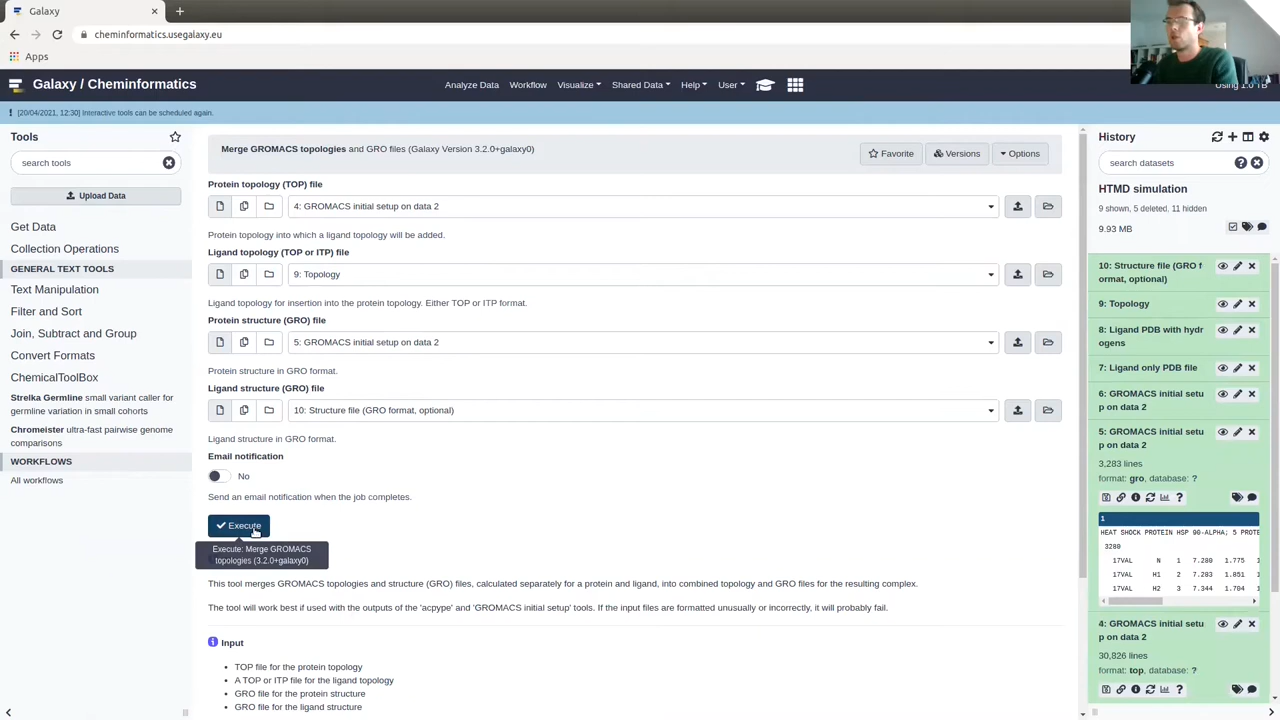 Galaxy
cheminformatics.usegalaxy.eu
Apps
Galaxy / Cheminformatics
Analyze Data
Workflow
Visualize
Shared Data
Help
User
Using 1.0 TB
[20/04/2021, 12:30] Interactive tools can be scheduled again.
Tools
search tools
Upload Data
Get Data
Collection Operations
GENERAL TEXT TOOLS
Text Manipulation
Filter and Sort
Join, Subtract and Group
Convert Formats
ChemicalToolBox
Strelka Germline small variant caller for
germline variation in small cohorts
Chromeister ultra-fast pairwise genome
comparisons
WORKFLOWS
All workflows
Merge GROMACS topologies and GRO files (Galaxy Version 3.2.0+galaxy0)
Favorite
Versions
Options
Protein topology (TOP) file
4: GROMACS initial setup on data 2
Protein topology into which a ligand topology will be added.
Ligand topology (TOP or ITP) file
9: Topology
Ligand topology for insertion into the protein topology. Either TOP or ITP format.
Protein structure (GRO) file
5: GROMACS initial setup on data 2
Protein structure in GRO format.
Ligand structure (GRO) file
10: Structure file (GRO format, optional)
Ligand structure in GRO format.
Email notification
No
Send an email notification when the job completes.
Execute
Execute: Merge GROMACS
topologies (3.2.0+galaxy0)
This tool merges GROMACS topologies and structure (GRO) files, calculated separately for a protein and ligand, into combined topology and GRO files for the resulting complex.
The tool will work best if used with the outputs of the 'acpype' and 'GROMACS initial setup' tools. If the input files are formatted unusually or incorrectly, it will probably fail.
Input
TOP file for the protein topology
A TOP or ITP file for the ligand topology
GRO file for the protein structure
GRO file for the ligand structure
History
search datasets
HTMD simulation
9 shown, 5 deleted, 11 hidden
9.93 MB
10: Structure file (GRO f
ormat, optional)
9: Topology
8: Ligand PDB with hydr
ogens
7: Ligand only PDB file
6: GROMACS initial setu
p on data 2
5: GROMACS initial setu
p on data 2
3,283 lines
format: gro, database: ?
1
HEAT SHOCK PROTEIN HSP 90-ALPHA; 5 PROTE
3280
17VAL N 1 7.280 1.775
17VAL H1 2 7.203 1.851
17VAL H2 3 7.344 1.704
4: GROMACS initial setu
p on data 2
30,826 lines
format: top, database: ?